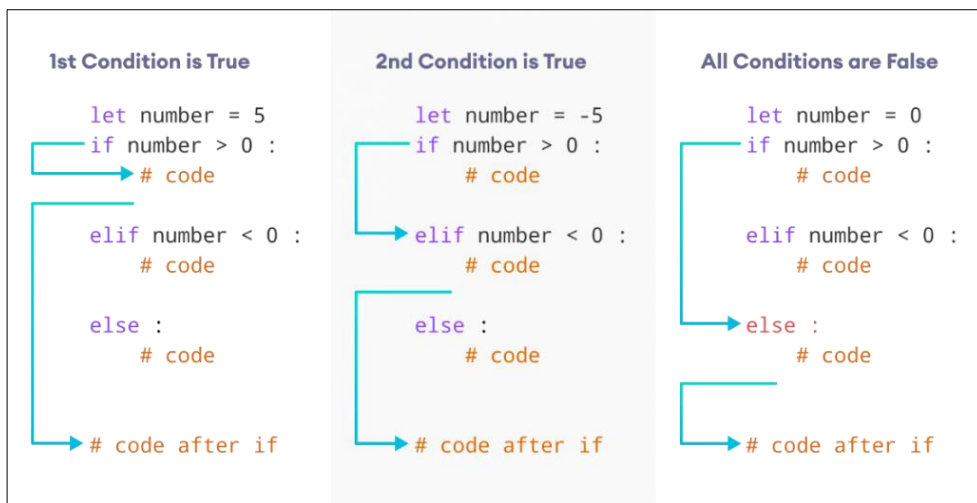 1st Condition is True
let number = 5
if number > 0 :
# code
elif number < 0 :
# code
else :
# code
# code after if
2nd Condition is True
let number = -5
if number > 0 :
# code
elif number < 0 :
# code
else :
# code
# code after if
All Conditions are False
let number = 0
if number > 0 :
# code
elif number < 0 :
# code
else :
# code
# code after if